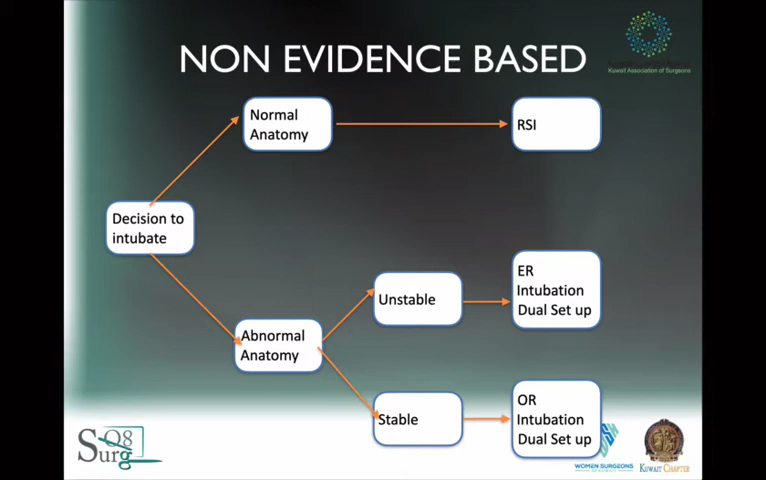 NON EVIDENCE BASED
Kuwait Association of Surgeons
Normal
Anatomy
RSI
Decision to
intubate
ER
Intubation
Dual Set up
Unstable
Abnormal
Anatomy
OR
Intubation
Dual Set up
Stable
Q8
Surg
WOMEN SURGEONS
KUWAIT CHAPTER